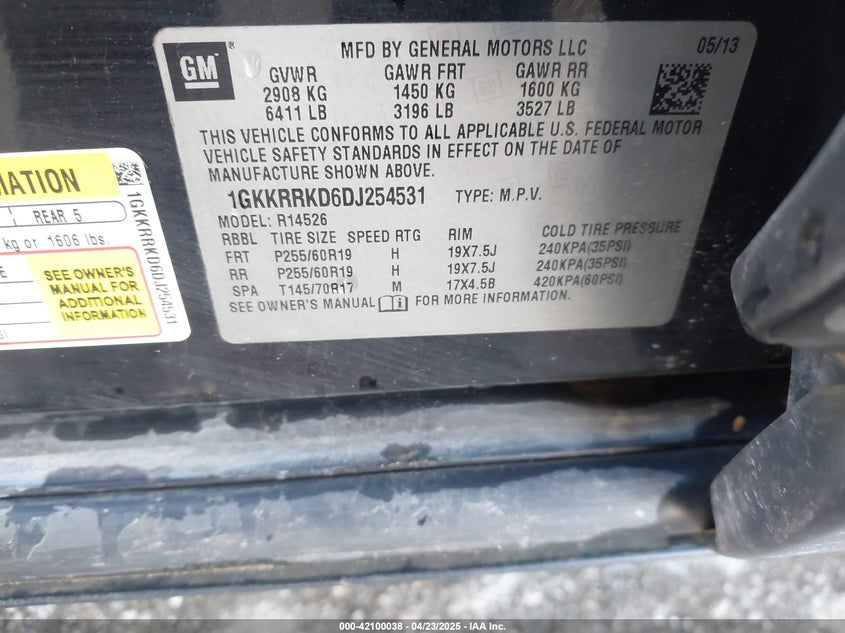 GM
®
MFD BY GENERAL MOTORS LLC 05/13
GVWR GAWR FRT GAWR RR
2908 KG 1450 KG 1600 KG
6411 LB 3196 LB 3527 LB
THIS VEHICLE CONFORMS TO ALL APPLICABLE U.S. FEDERAL MOTOR
VEHICLE SAFETY STANDARDS IN EFFECT ON THE DATE OF
MANUFACTURE SHOWN ABOVE.
1GKKRRKD6DJ254531 TYPE: M.P.V.
MODEL: R14526
RBBL TIRE SIZE SPEED RTG RIM COLD TIRE PRESSURE
FRT P255/60R19 H 19X7.5J 240KPA(35PSI)
RR P255/60R19 H 19X7.5J 240KPA(35PSI)
SPA T145/70R17 M 17X4.5B 420KPA(60PSI)
SEE OWNER'S MANUAL FOR MORE INFORMATION.
MATION
REAR 5
kg or 1606 lbs.
SEE OWNER'S
MANUAL FOR
ADDITIONAL
INFORMATION
1GKKRRKD6DJ254531
000-42100038 - 04/23/2025 - IAA Inc.